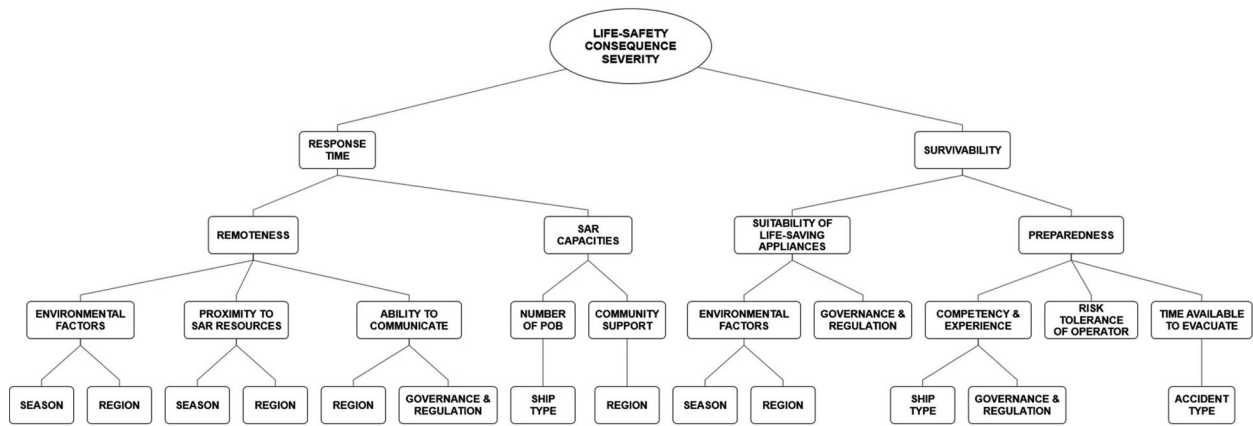 LIFE-SAFETY
CONSEQUENCE
SEVERITY
RESPONSE
TIME
SURVIVABILITY
REMOTENESS
SAR
CAPACITIES
SUITABILITY OF
LIFE-SAVING
APPLIANCES
PREPAREDNESS
ENVIRONMENTAL
FACTORS
PROXIMITY TO
SAR RESOURCES
ABILITY TO
COMMUNICATE
NUMBER
OF POB
COMMUNITY
SUPPORT
ENVIRONMENTAL
FACTORS
GOVERNANCE &
REGULATION
COMPETENCY &
EXPERIENCE
RISK
TOLERANCE
OF OPERATOR
TIME AVAILABLE
TO EVACUATE
SEASON
REGION
SEASON
REGION
REGION
GOVERNANCE &
REGULATION
SHIP
TYPE
REGION
SEASON
REGION
SHIP
TYPE
GOVERNANCE &
REGULATION
ACCIDENT
TYPE